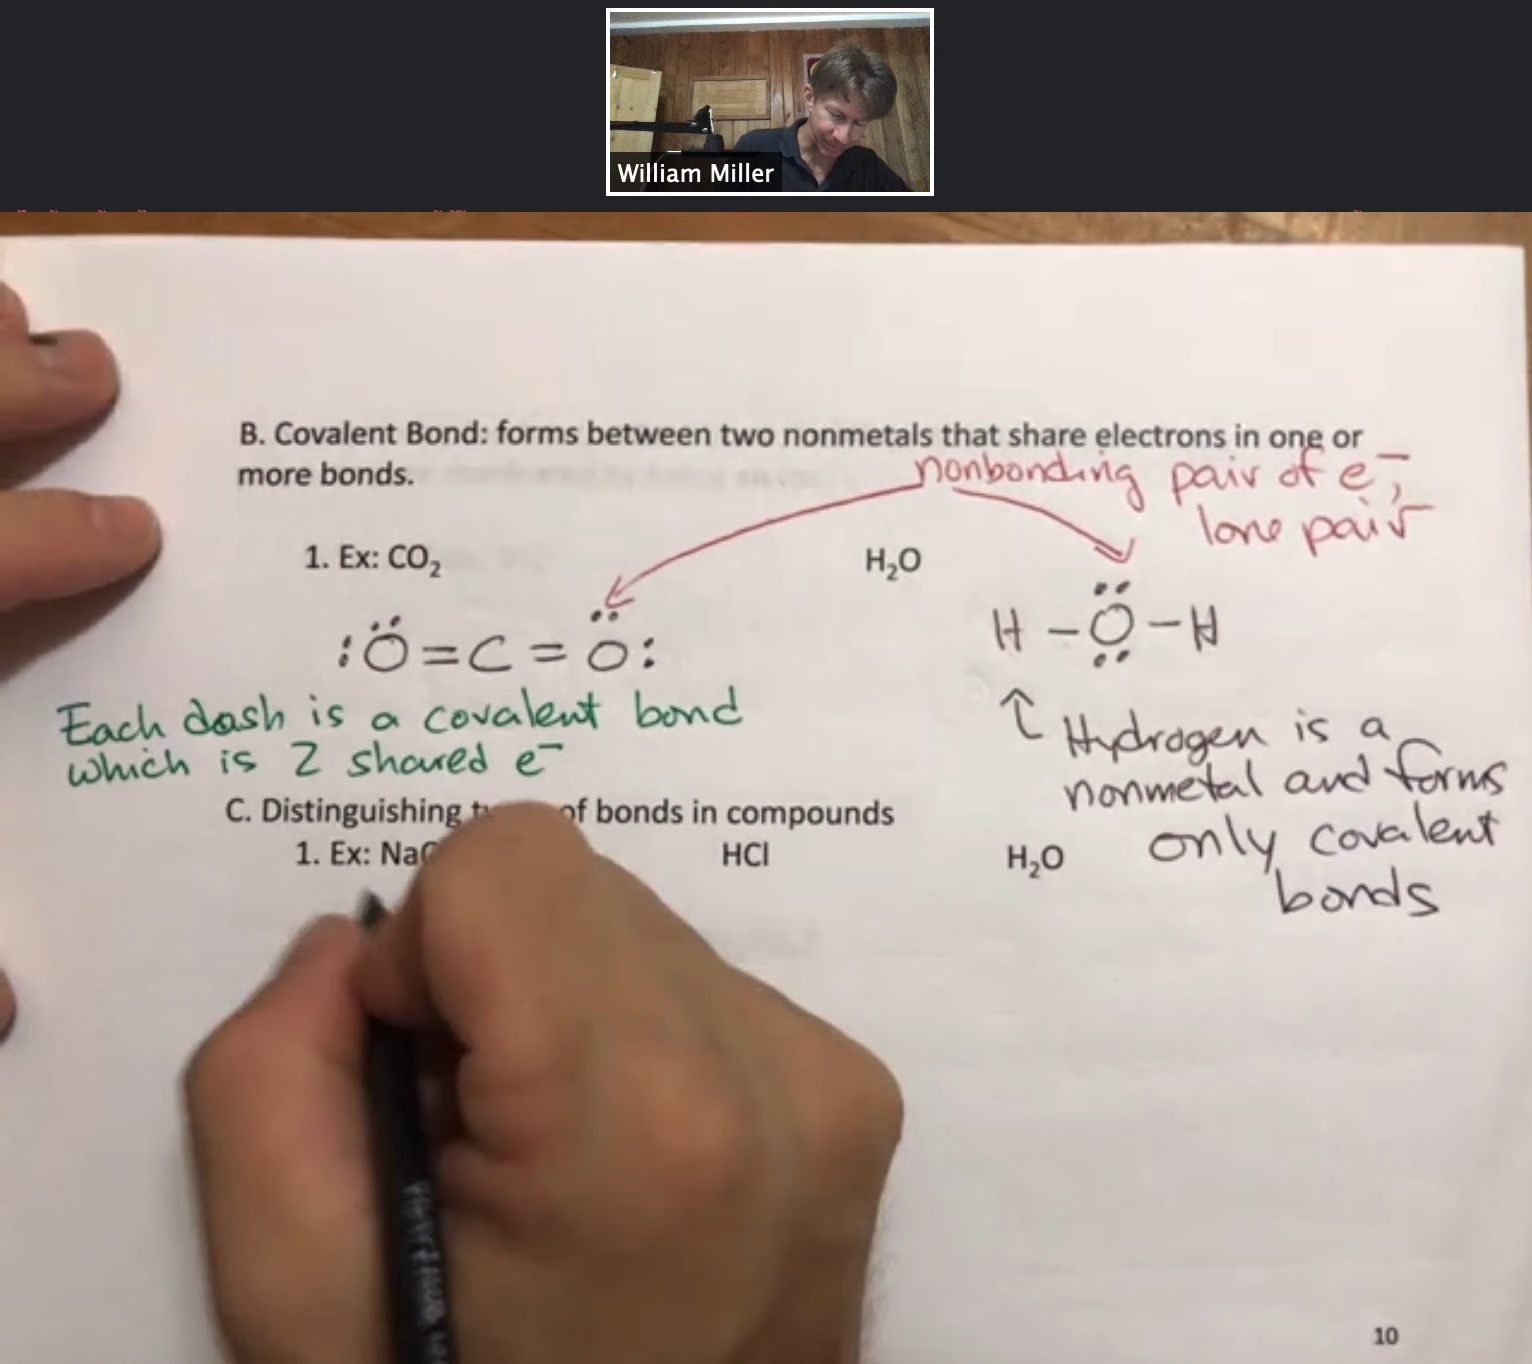 William Miller
B. Covalent Bond: forms between two nonmetals that share electrons in one or
more bonds.
nonbonding pair of e⁻,
lone pair
1. Ex: CO₂
H₂O
:Ö=C=Ö:
H-Ö-H
Each dash is a covalent bond
which is 2 shared e⁻
Hydrogen is a
nonmetal and forms
only covalent
bonds
C. Distinguishing of bonds in compounds
1. Ex: HCl H₂O
10